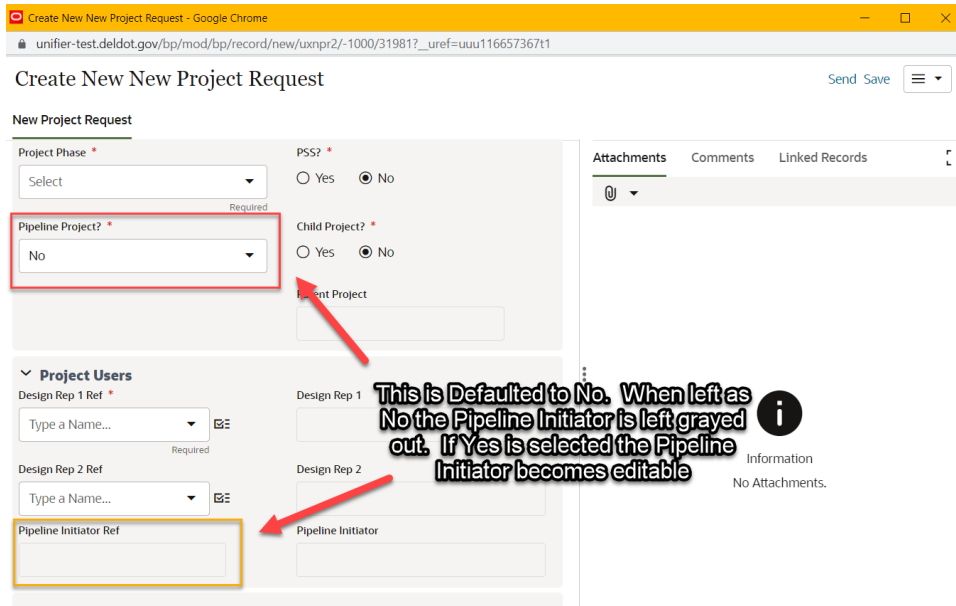 Create New New Project Request - Google Chrome
unifier-test.deldot.gov/bp/mod/bp/record/new/uxnpr2/-1000/31981?_uref=uuu116657367t1
Create New New Project Request
Send Save
New Project Request
Project Phase *
PSS? *
Select
Yes No
Required
Pipeline Project? *
Child Project? *
No
Yes No
Project
Attachments Comments Linked Records
Project Users
Design Rep 1 Ref *
Design Rep 1
Type a Name...
Required
Design Rep 2 Ref
Design Rep 2
Type a Name...
Pipeline Initiator Ref
Pipeline Initiator
This is Defaulted to No. When left as
No the Pipeline Initiator is left grayed
out. If Yes is selected the Pipeline
Initiator becomes editable
Information
No Attachments.